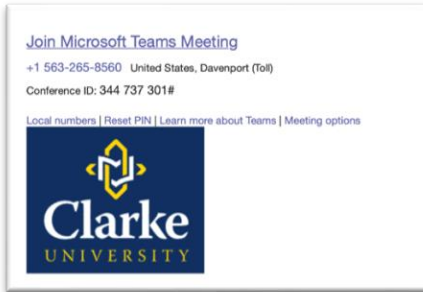 Join Microsoft Teams Meeting
+1 563-265-8560 United States, Davenport (Toll)
Conference ID: 344 737 301#
Local numbers | Reset PIN | Learn more about Teams | Meeting options
Clarke
UNIVERSITY